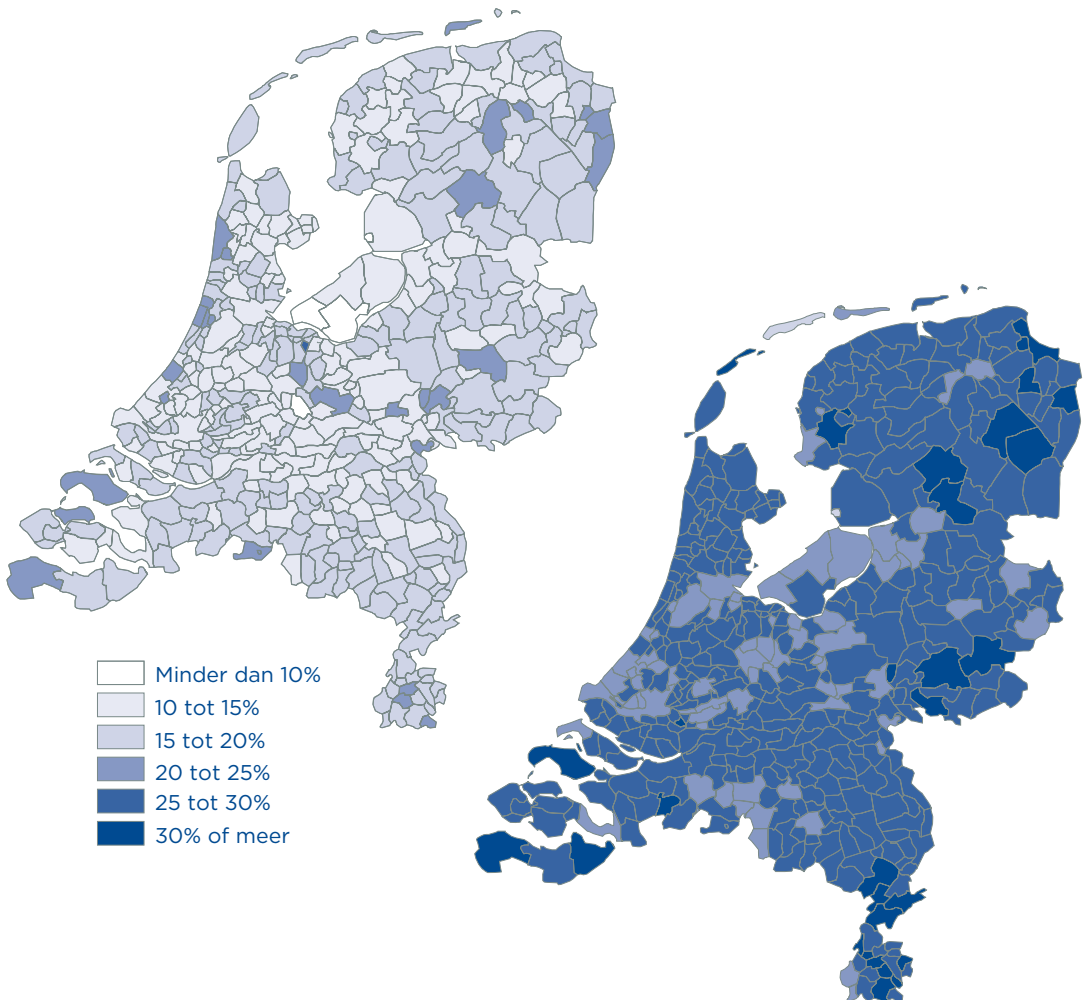 Minder dan 10%
10 tot 15%
15 tot 20%
20 tot 25%
25 tot 30%
30% of meer